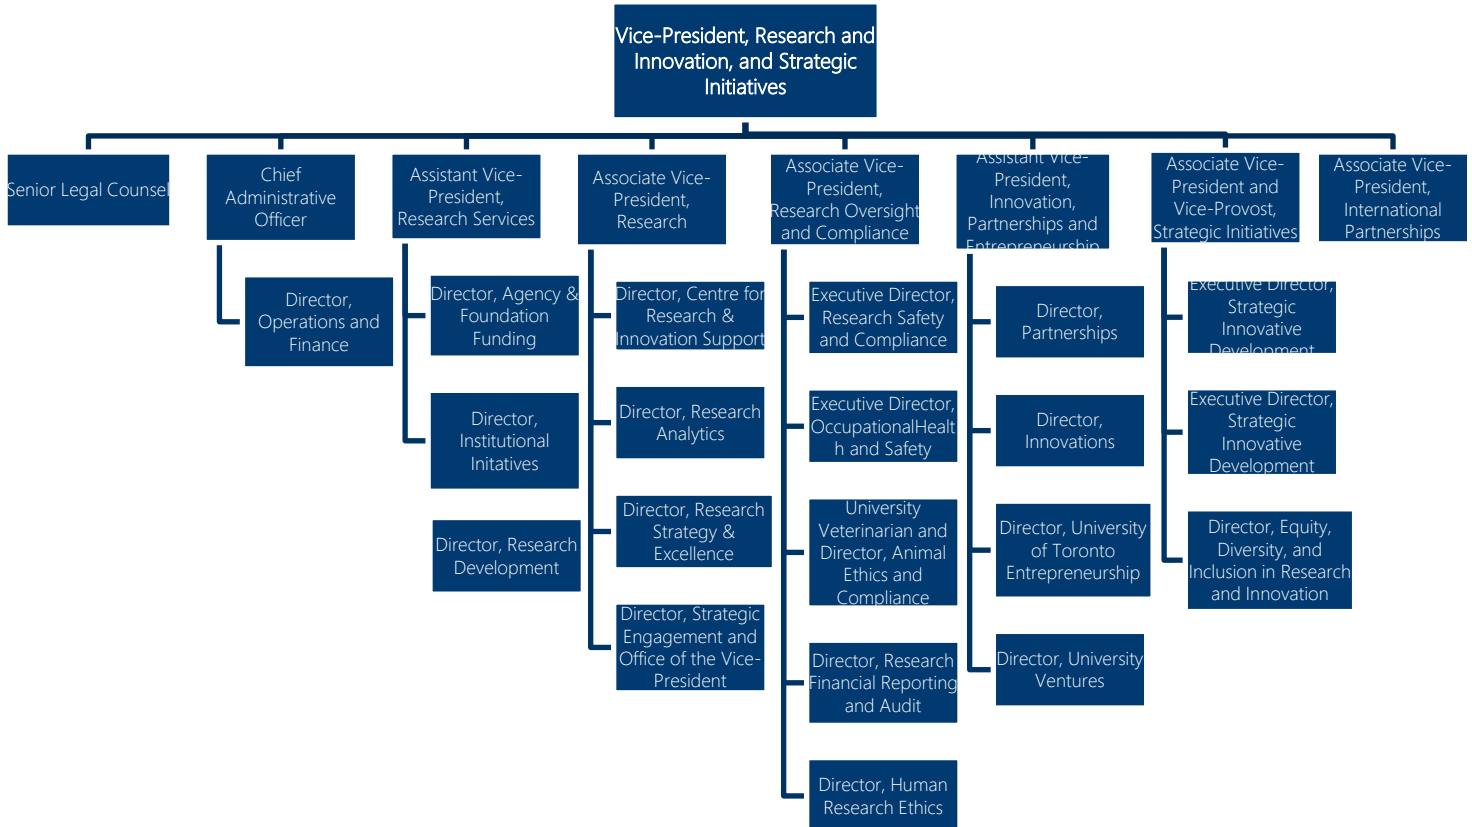 Vice-President, Research and
Innovation, and Strategic
Initiatives
Senior Legal Counsel
Chief
Administrative
Officer
Director,
Operations and
Finance
Assistant Vice-
President,
Research Services
Director, Agency &
Foundation
Funding
Director,
Institutional
Initatives
Director, Research
Development
Associate Vice-
President,
Research
Director, Centre for
Research &
Innovation Support
Director, Research
Analytics
Director, Research
Strategy &
Excellence
Director, Strategic
Engagement and
Office of the Vice-
President
Associate Vice-
President,
Research Oversight
and Compliance
Executive Director,
Research Safety
and Compliance
Executive Director,
OccupationalHealt
h and Safety
University
Veterinarian and
Director, Animal
Ethics and
Compliance
Director, Research
Financial Reporting
and Audit
Director, Human
Research Ethics
Assistant Vice-
President,
Innovation,
Partnerships and
Entrepreneurship
Director,
Partnerships
Director,
Innovations
Director, University
of Toronto
Entrepreneurship
Director, University
Ventures
Associate Vice-
President and
Vice-Provost,
Strategic Initiatives
Executive Director,
Strategic
Innovative
Development
Executive Director,
Strategic
Innovative
Development
Director, Equity,
Diversity, and
Inclusion in Research
and Innovation
Associate Vice-
President,
International
Partnerships